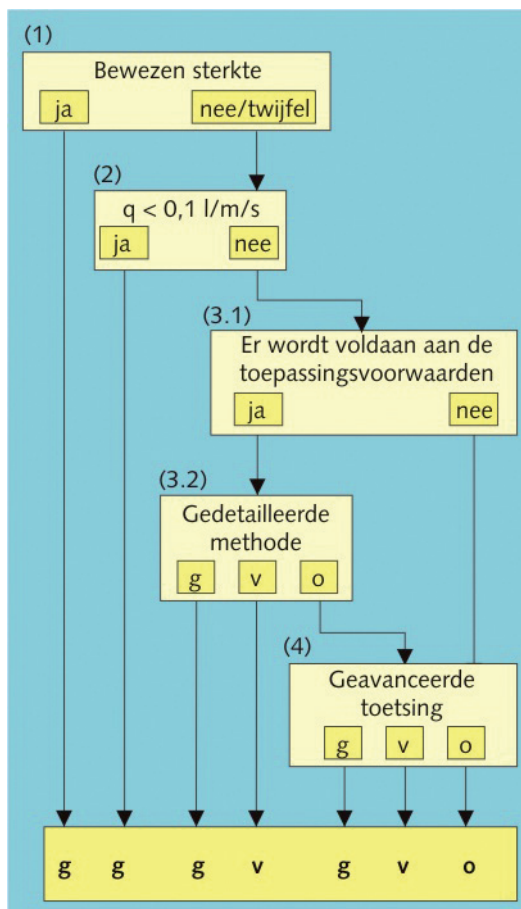 (1)
Bewezen sterkte
ja nee/twijfel
(2)
q < 0,1 l/m/s
ja nee
(3.1)
Er wordt voldaan aan de
toepassingsvoorwaarden
ja nee
(3.2)
Gedetailleerde
methode
g v o
(4)
Geavanceerde
toetsing
g v o
g g g v g v o